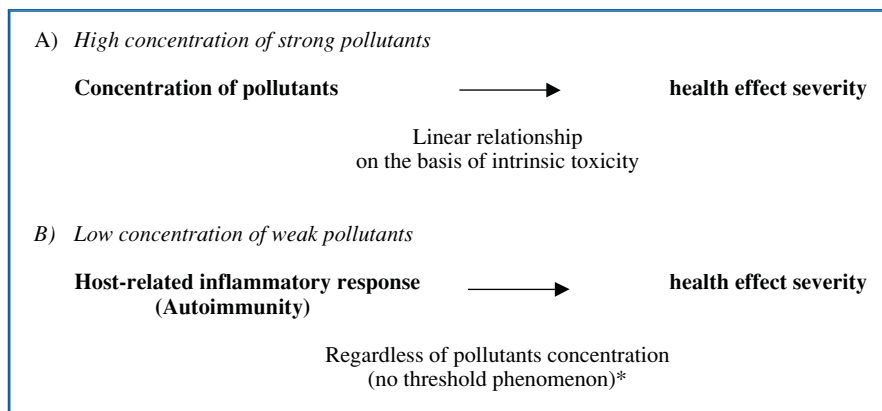 A) High concentration of strong pollutants
Concentration of pollutants health effect severity
Linear relationship
on the basis of intrinsic toxicity
B) Low concentration of weak pollutants
Host-related inflammatory response health effect severity
(Autoimmunity)
Regardless of pollutants concentration
(no threshold phenomenon)*